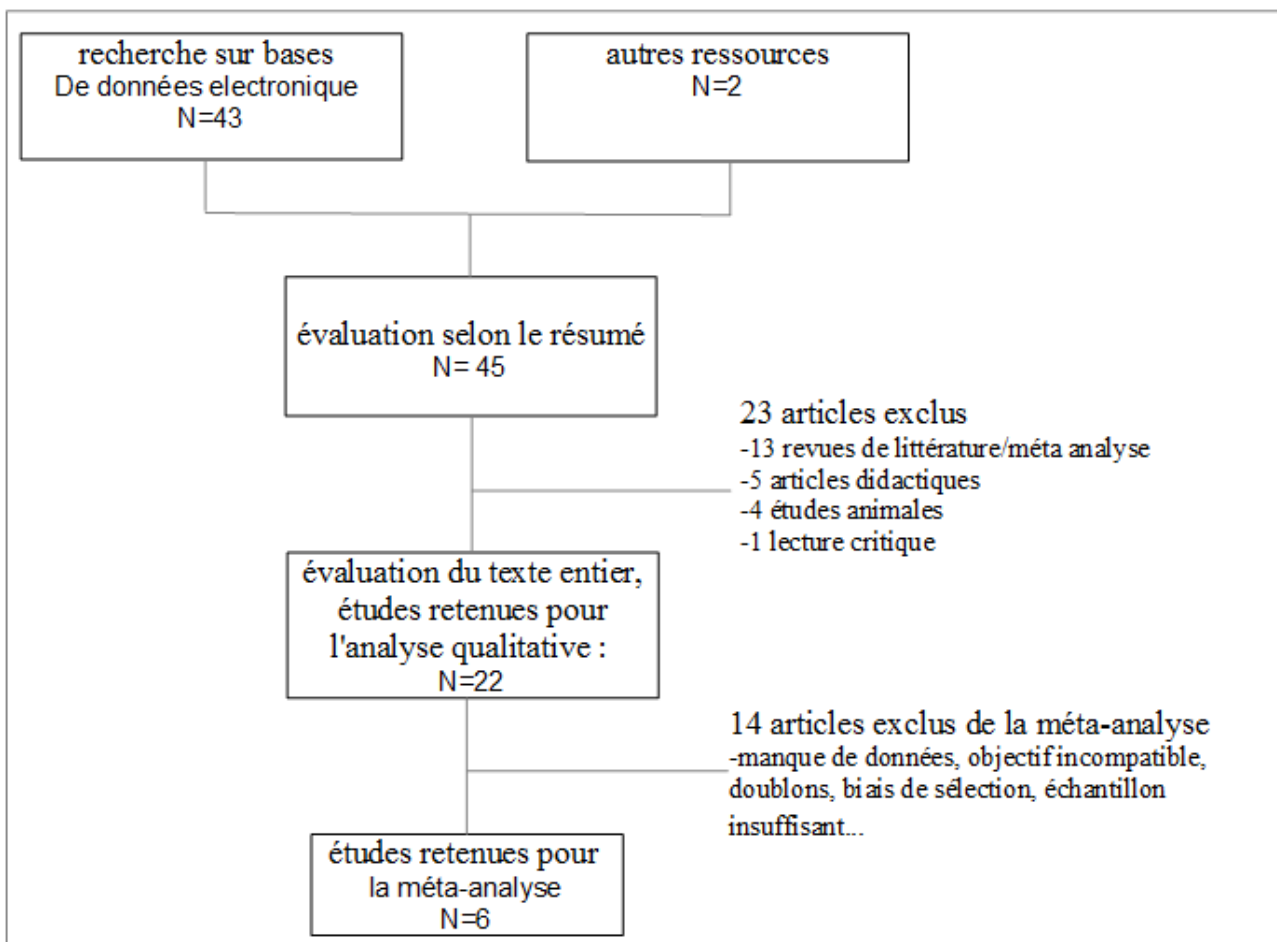 recherche sur bases
De données electronique
N=43
autres ressources
N=2
évaluation selon le résumé
N= 45
23 articles exclus
-13 revues de littérature/méta analyse
-5 articles didactiques
-4 études animales
-1 lecture critique
évaluation du texte entier,
études retenues pour
l'analyse qualitative :
N=22
14 articles exclus de la méta-analyse
-manque de données, objectif incompatible,
doublons, biais de sélection, échantillon
insuffisant...
études retenues pour
la méta-analyse
N=6